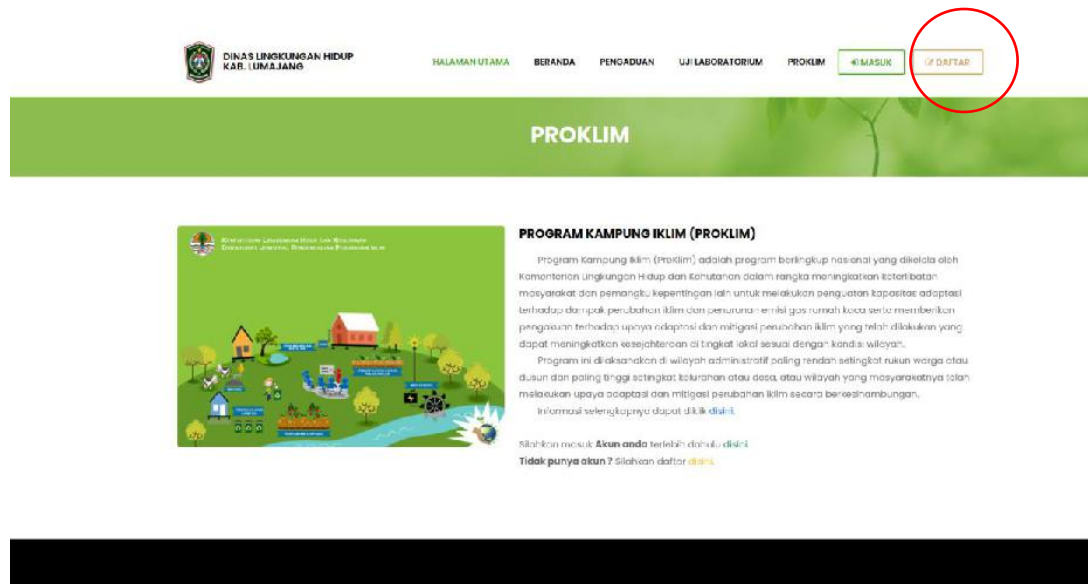 DINAS LINGKUNGAN HIDUP
KAB. LUMAJANG
HALAMAN UTAMA
BERANDA
PENGADUAN
UJI LABORATORIUM
PROKLIM
MASUK
DAFTAR
PROKLIM
PROGRAM KAMPUNG IKLIM (PROKLIM)
Program Kampung Iklim (ProKlim) adalah program berlingkup nasional yang dikelola oleh
Kementerian Lingkungan Hidup dan Kehutanan dalam rangka meningkatkan keterlibatan
masyarakat dan pemangku kepentingan lain untuk melakukan penguatan kapasitas adaptasi
terhadap dampak perubahan iklim dan penurunan emisi gas rumah kaca serta memberikan
pengakuan terhadap upaya adaptasi dan mitigasi perubahan iklim yang telah dilakukan yang
dapat meningkatkan kesejahteraan di tingkat lokal sesuai dengan kondisi wilayah.
Program ini dilaksanakan di wilayah administratif paling rendah setingkat rukun warga atau
dusun dan paling tinggi setingkat kelurahan atau desa, atau wilayah yang masyarakatnya telah
melakukan upaya adaptasi dan mitigasi perubahan iklim secara berkesinambungan.
Informasi selengkapnya dapat diklik disini.
Silahkan masuk Akun anda terlebih dahulu disini.
Tidak punya akun ? Silahkan daftar disini.